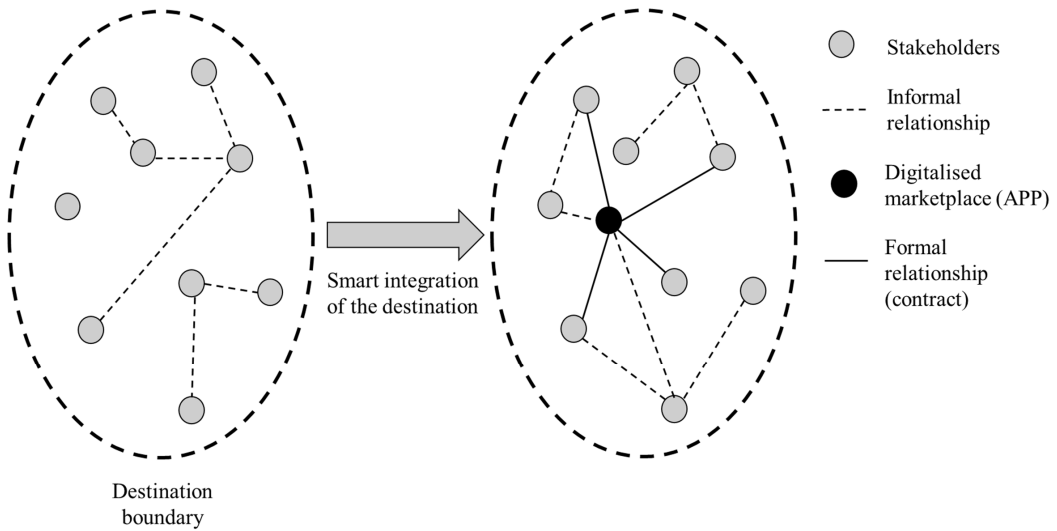 Stakeholders
Informal
relationship
Digitalised
marketplace (APP)
Formal
relationship
(contract)
Smart integration
of the destination
Destination
boundary